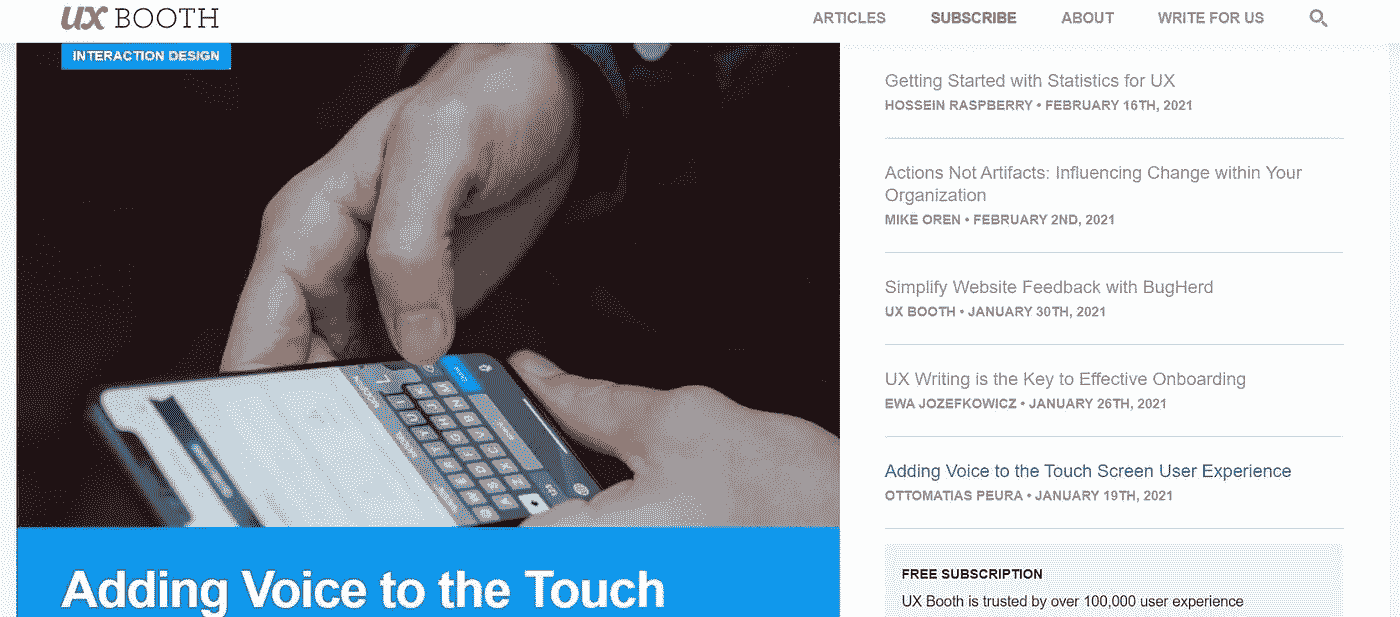 UX BOOTH
ARTICLES
SUBSCRIBE
ABOUT
WRITE FOR US
INTERACTION DESIGN
Adding Voice to the Touch
Getting Started with Statistics for UX
HOSSEIN RASPBERRY • FEBRUARY 16TH, 2021
Actions Not Artifacts: Influencing Change within Your
Organization
MIKE OREN • FEBRUARY 2ND, 2021
Simplify Website Feedback with BugHerd
UX BOOTH • JANUARY 30TH, 2021
UX Writing is the Key to Effective Onboarding
EWA JOZEFKOWICZ • JANUARY 26TH, 2021
Adding Voice to the Touch Screen User Experience
OTTOMATIAS PEURA • JANUARY 19TH, 2021
FREE SUBSCRIPTION
UX Booth is trusted by over 100,000 user experience